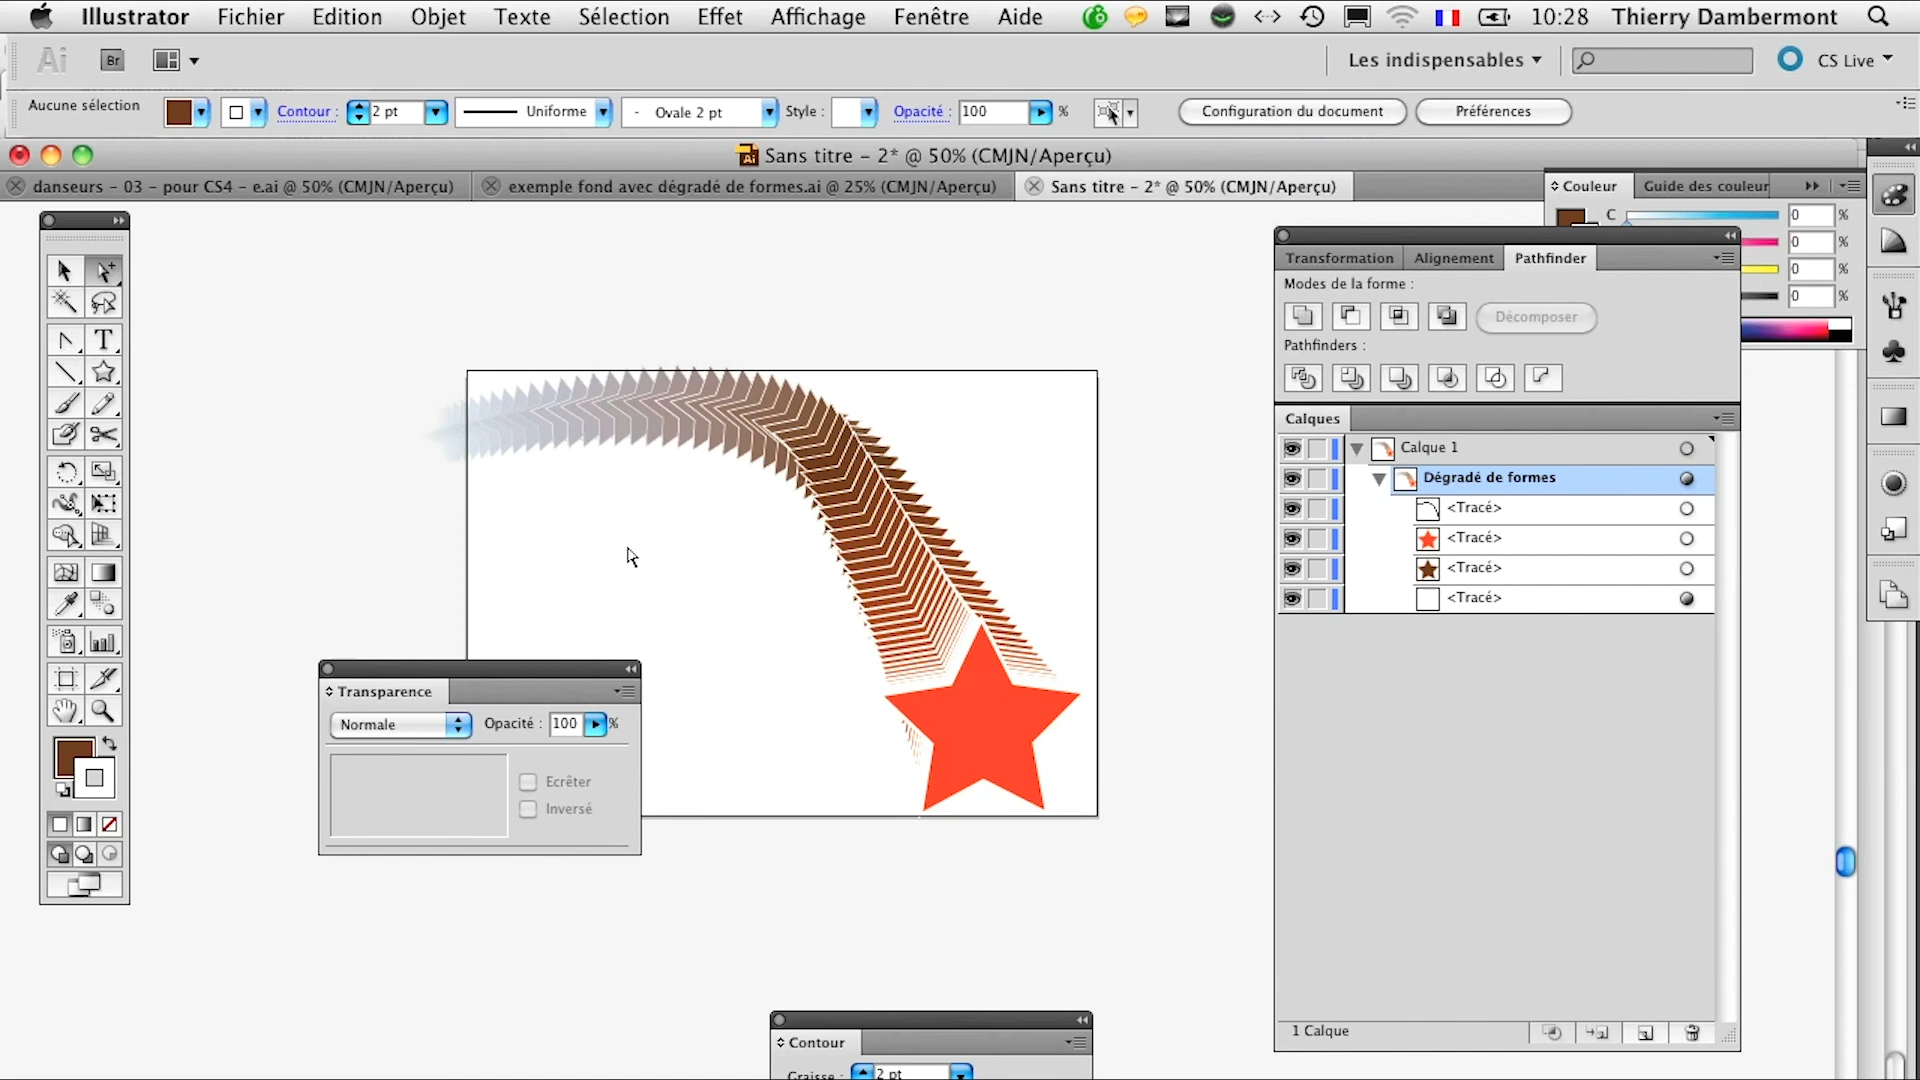 Illustrator Fichier Edition Objet Texte Sélection Effet Affichage Fenêtre Aide 10:28 Thierry Dambermont
Ai Br Les indispensables CS Live
Aucune sélection Contour : 2 pt Uniforme - Ovale 2 pt Style : Opacité : 100 % Configuration du document Préférences
Sans titre - 2* @ 50% (CMJN/Aperçu)
danseurs - 03 - pour CS4 - e.ai @ 50% (CMJN/Aperçu) exemple fond avec dégradé de formes.ai @ 25% (CMJN/Aperçu) Sans titre - 2* @ 50% (CMJN/Aperçu)
Couleur Guide des couleur
C 0 %
0 %
0 %
0 %
Transformation Alignement Pathfinder
Modes de la forme :
Décomposer
Pathfinders :
Calques
Calque 1
Dégradé de formes
<Tracé>
<Tracé>
<Tracé>
<Tracé>
1 Calque
Transparence
Normale Opacité : 100 %
Ecrêter
Inversé
Contour
Graisse : 2 pt